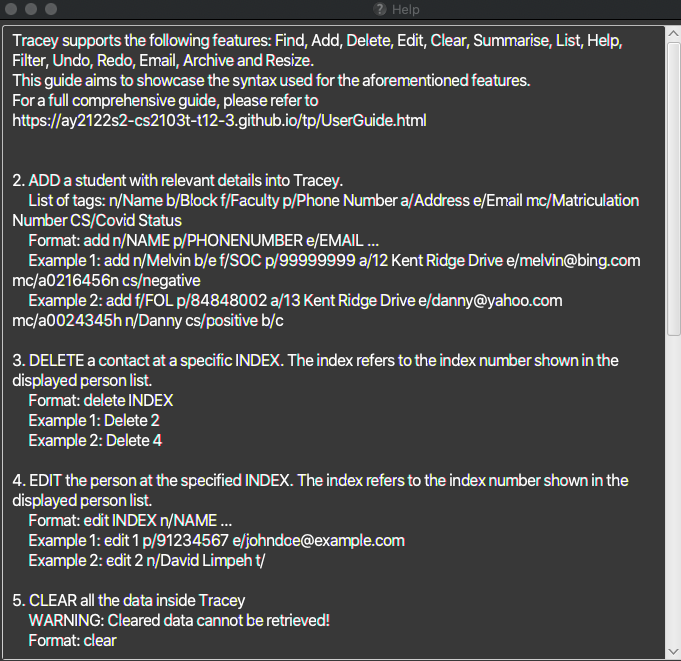 Help
Tracey supports the following features: Find, Add, Delete, Edit, Clear, Summarise, List, Help,
Filter, Undo, Redo, Email, Archive and Resize.
This guide aims to showcase the syntax used for the aforementioned features.
For a full comprehensive guide, please refer to
https://ay2122s2-cs2103t-t12-3.github.io/tp/UserGuide.html
2. ADD a student with relevant details into Tracey.
List of tags: n/Name b/Block f/Faculty p/Phone Number a/Address e/Email mc/Matriculation
Number CS/Covid Status
Format: add n/NAME p/PHONENUMBER e/EMAIL ...
Example 1: add n/Melvin b/e f/SOC p/99999999 a/12 Kent Ridge Drive e/melvin@bing.com
mc/a0216456n cs/negative
Example 2: add f/FOL p/84848002 a/13 Kent Ridge Drive e/danny@yahoo.com
mc/a0024345h n/Danny cs/positive b/c
3. DELETE a contact at a specific INDEX. The index refers to the index number shown in the
displayed person list.
Format: delete INDEX
Example 1: Delete 2
Example 2: Delete 4
4. EDIT the person at the specified INDEX. The index refers to the index number shown in the
displayed person list.
Format: edit INDEX n/NAME ...
Example 1: edit 1 p/91234567 e/johndoe@example.com
Example 2: edit 2 n/David Limpeh t/
5. CLEAR all the data inside Tracey
WARNING: Cleared data cannot be retrieved!
Format: clear